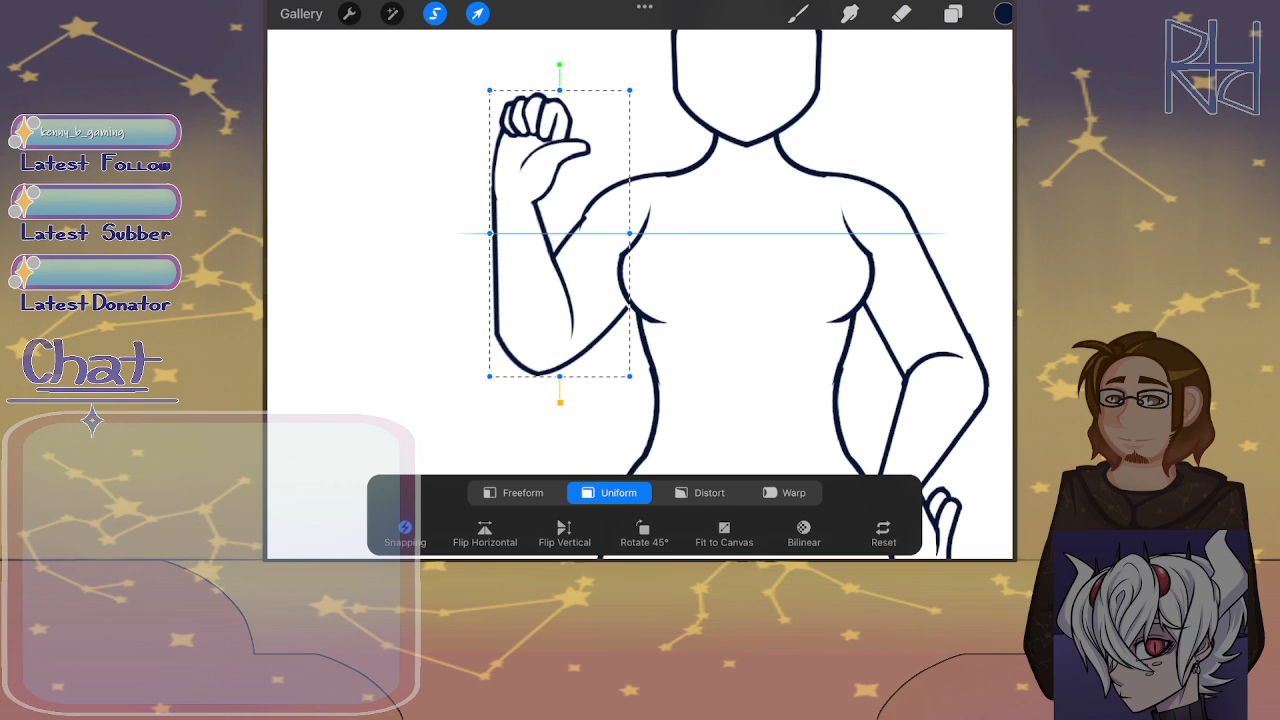 Gallery
kenny_b_gaming
Latest Follow
Latest Subber
Latest Donator
Chat
Freeform
Uniform
Distort
Warp
Snapping
Flip Horizontal
Flip Vertical
Rotate 45°
Fit to Canvas
Bilinear
Reset